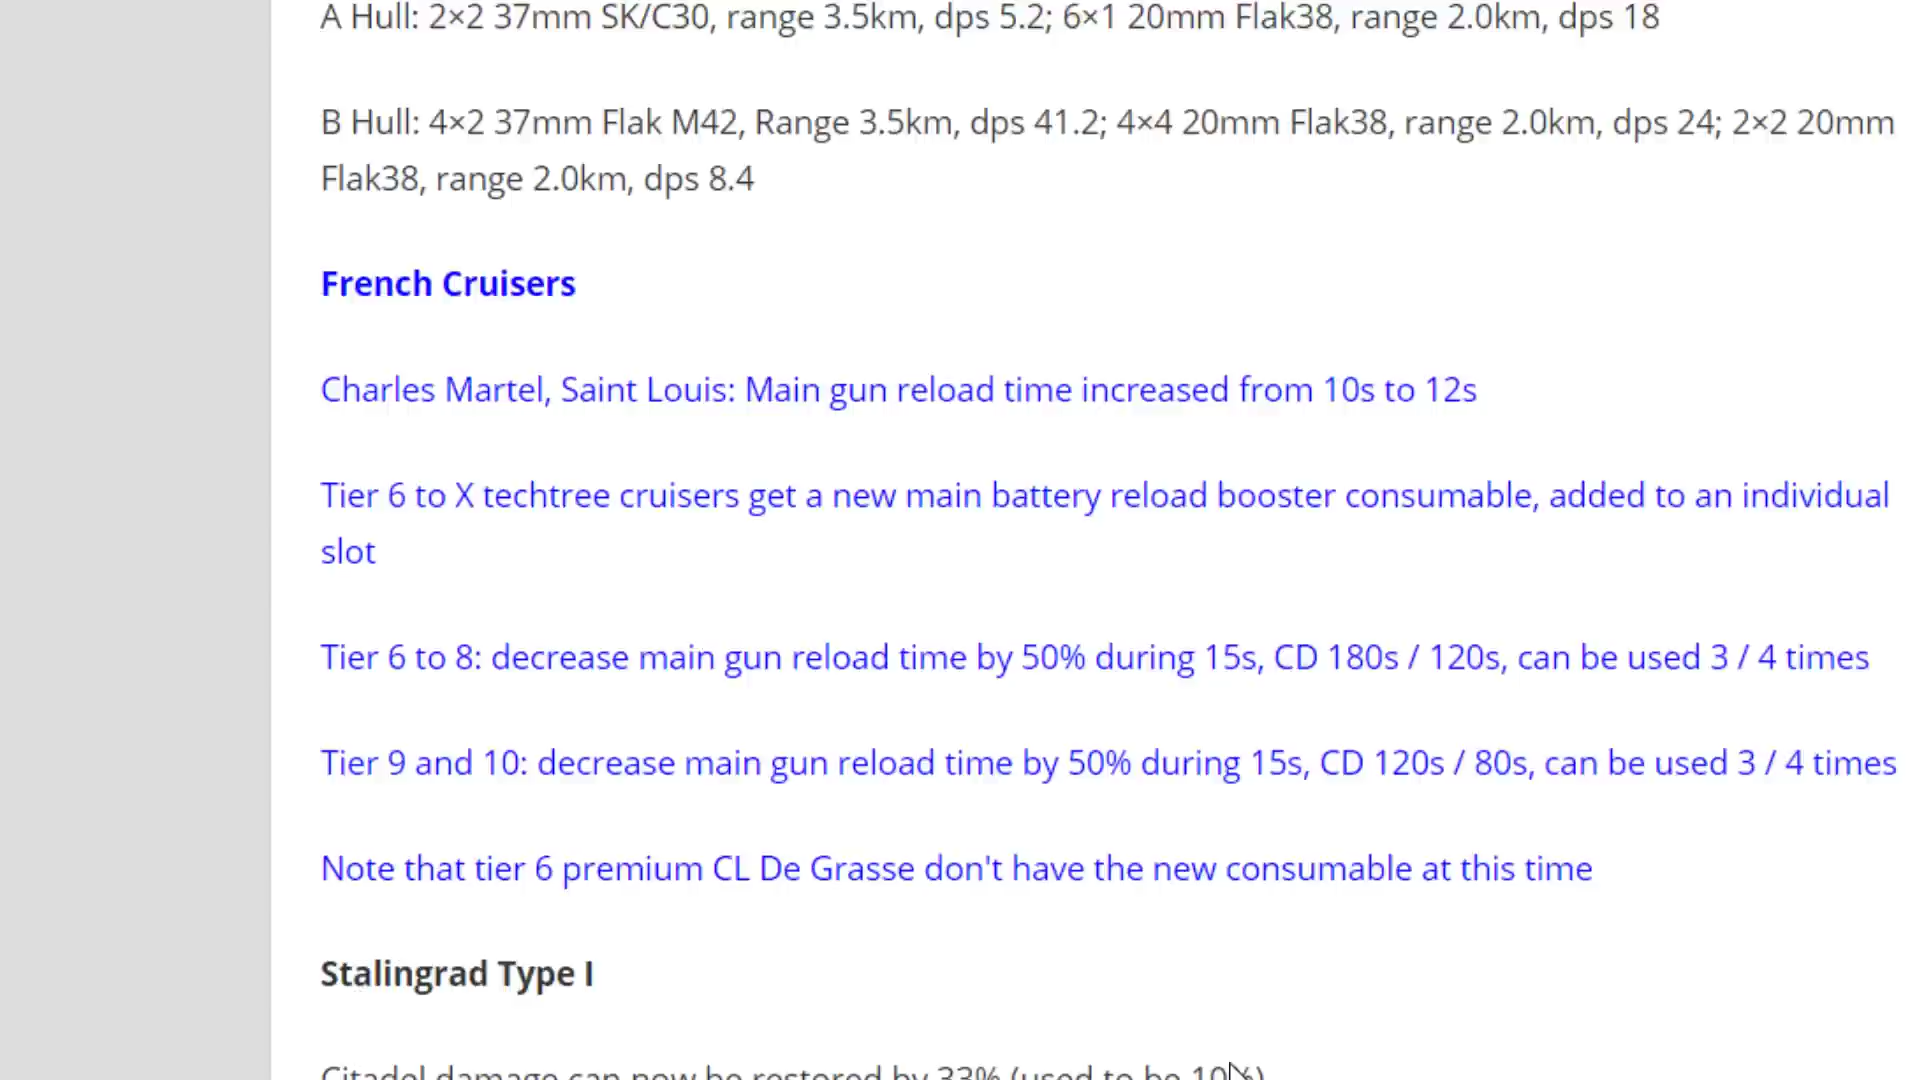 A Hull: 2×2 37mm SK/C30, range 3.5km, dps 5.2; 6×1 20mm Flak38, range 2.0km, dps 18
B Hull: 4×2 37mm Flak M42, Range 3.5km, dps 41.2; 4×4 20mm Flak38, range 2.0km, dps 24; 2×2 20mm
Flak38, range 2.0km, dps 8.4
French Cruisers
Charles Martel, Saint Louis: Main gun reload time increased from 10s to 12s
Tier 6 to X techtree cruisers get a new main battery reload booster consumable, added to an individual
slot
Tier 6 to 8: decrease main gun reload time by 50% during 15s, CD 180s / 120s, can be used 3 / 4 times
Tier 9 and 10: decrease main gun reload time by 50% during 15s, CD 120s / 80s, can be used 3 / 4 times
Note that tier 6 premium CL De Grasse don't have the new consumable at this time
Stalingrad Type I
Citadel damage can now be restored by 33% (used to be 10%)